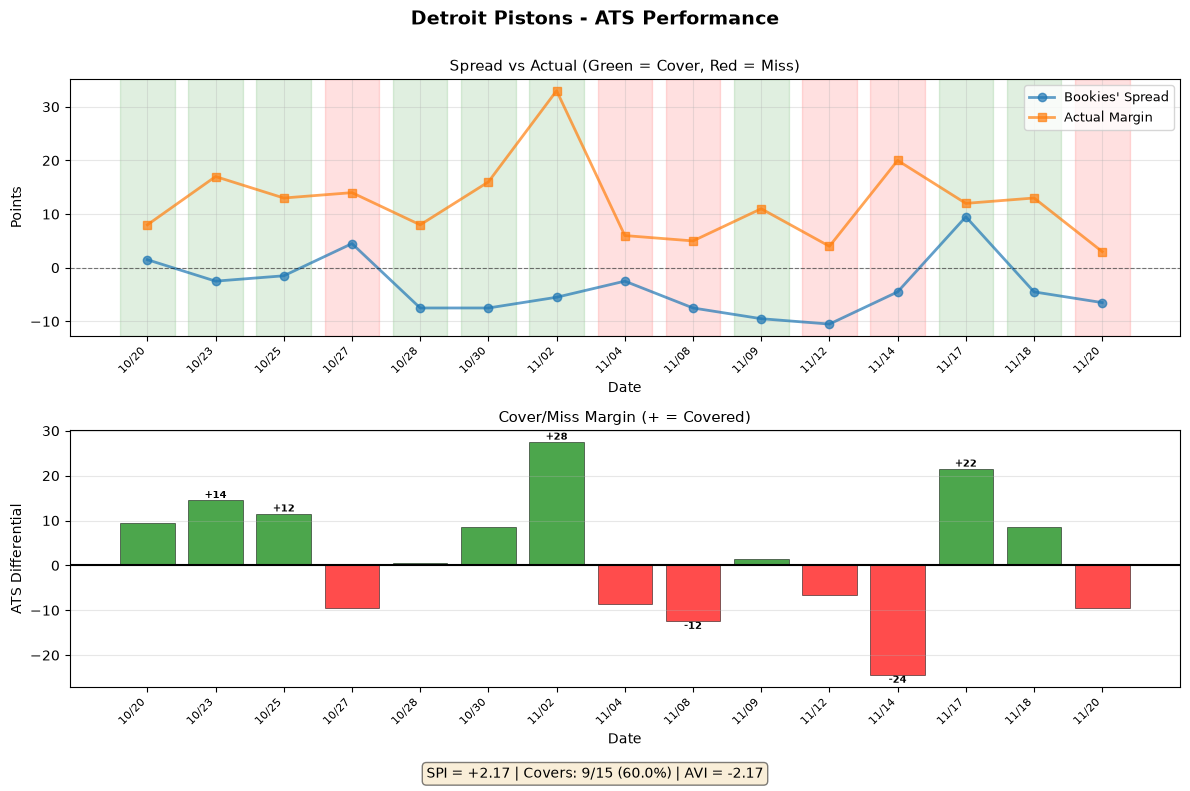 Detroit Pistons - ATS Performance
Spread vs Actual (Green = Cover, Red = Miss)
Points
30
20
10
0
−10
Bookies' Spread
Actual Margin
10/20 10/23 10/25 10/27 10/28 10/30 11/02 11/04 11/08 11/09 11/12 11/14 11/17 11/18 11/20
Date
Cover/Miss Margin (+ = Covered)
ATS Differential
30
20
10
0
−10
−20
+14
+12
+28
-12
-24
+22
10/20 10/23 10/25 10/27 10/28 10/30 11/02 11/04 11/08 11/09 11/12 11/14 11/17 11/18 11/20
Date
SPI = +2.17 | Covers: 9/15 (60.0%) | AVI = -2.17